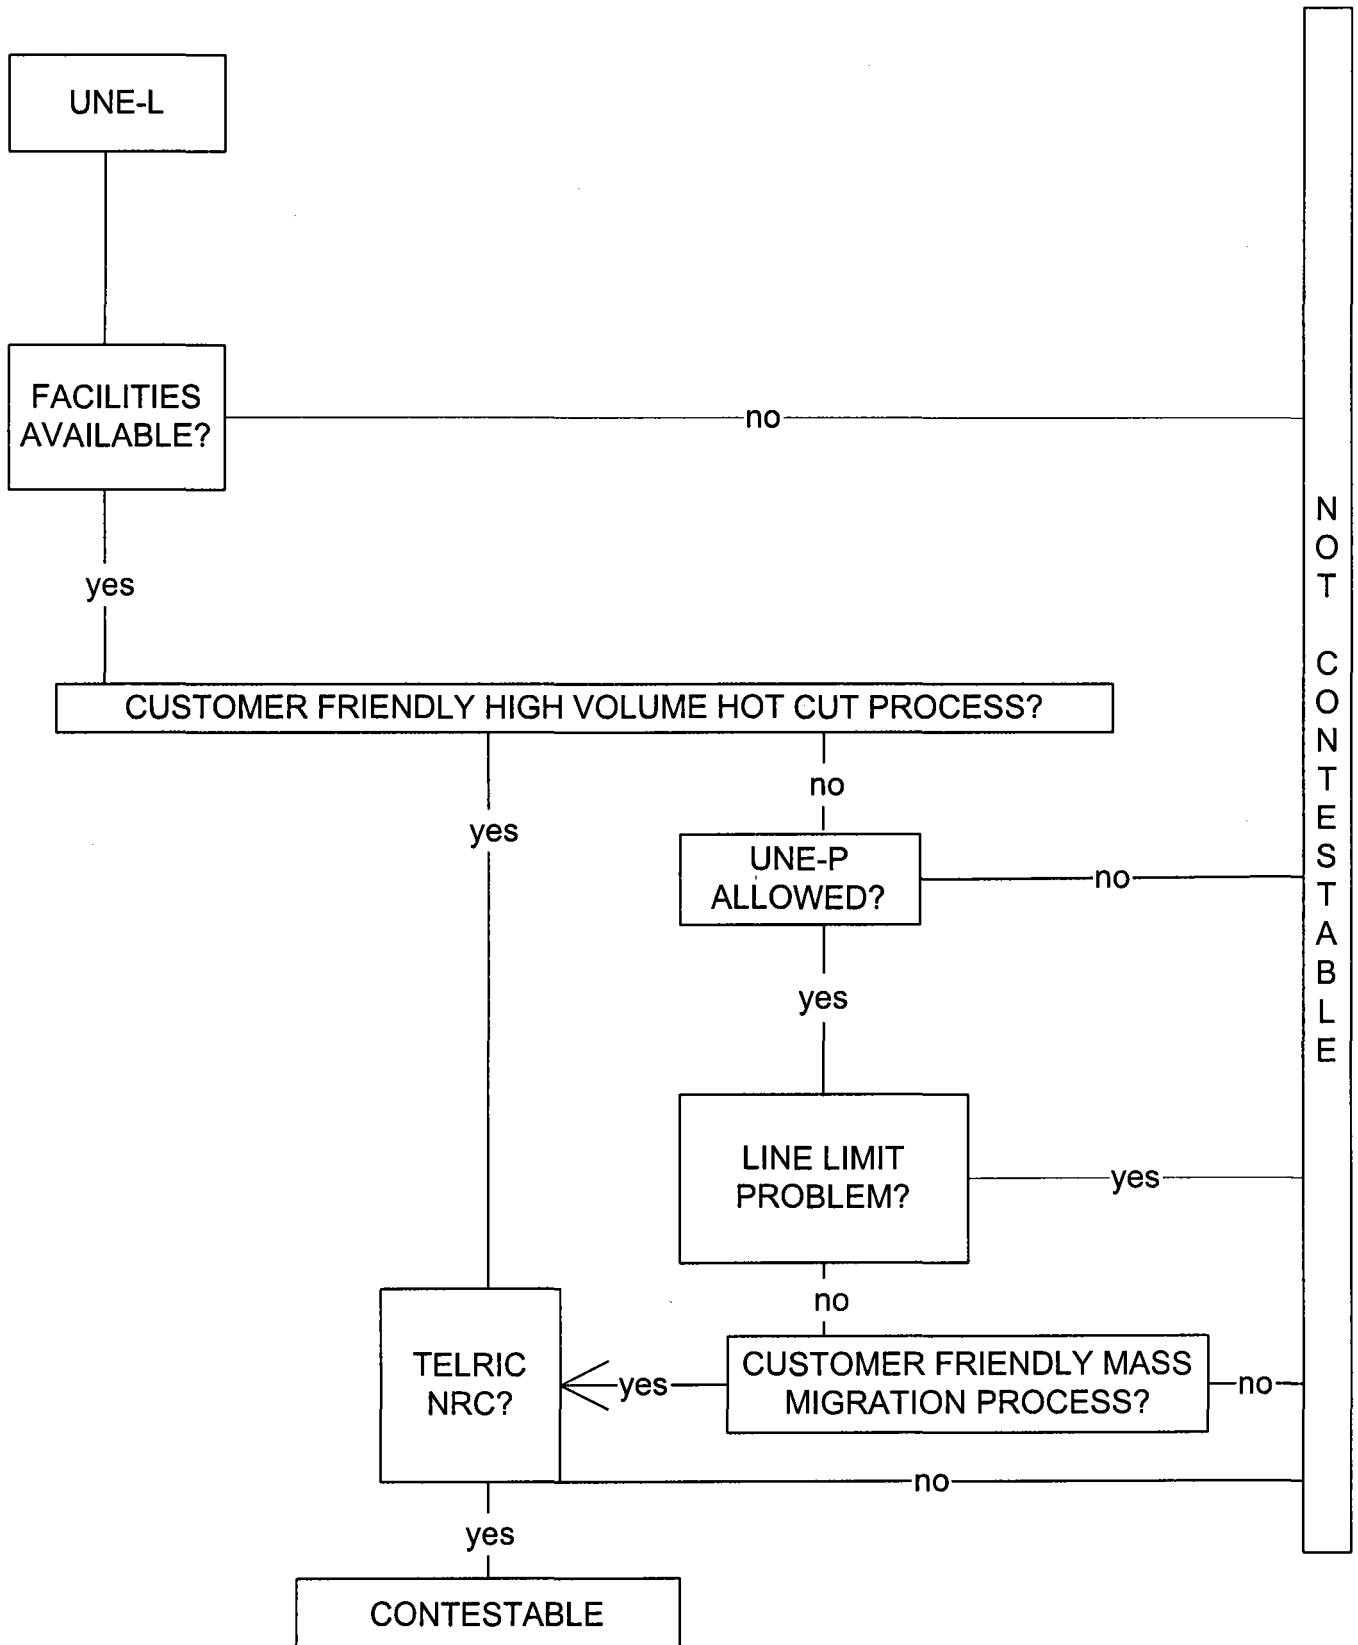 UNE-L
FACILITIES
AVAILABLE?
no
yes
CUSTOMER FRIENDLY HIGH VOLUME HOT CUT PROCESS?
no
yes
UNE-P
ALLOWED?
no
yes
LINE LIMIT
PROBLEM?
yes
no
TELRIC
NRC?
yes
CUSTOMER FRIENDLY MASS
MIGRATION PROCESS?
no
no
yes
CONTESTABLE
NOT CONTESTABLE